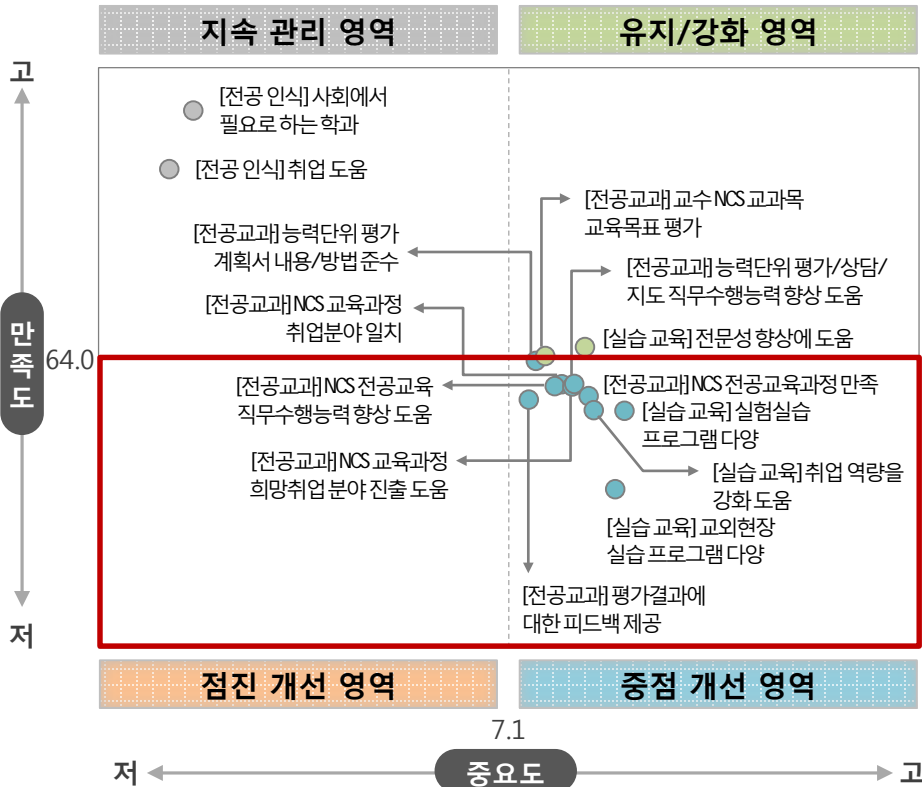 지속 관리 영역
유지/강화 영역
고
[전공 인식] 사회에서
필요로 하는 학과
[전공 인식] 취업 도움
[전공교과] 교수 NCS 교과목
교육목표 평가
[전공교과] 능력단위 평가
계획서 내용/방법 준수
[전공교과] 능력단위 평가/상담/
지도 직무수행능력 향상 도움
[전공교과] NCS 교육과정
취업분야 일치
[실습 교육] 전문성 향상에 도움
만족도
64.0
[전공교과] NCS 전공교육
직무수행능력 향상 도움
[전공교과] NCS 전공교육과정 만족
[실습 교육] 실험실습
프로그램 다양
[전공교과] NCS 교육과정
희망취업 분야 진출 도움
[실습 교육] 취업 역량을
강화 도움
[실습 교육] 교외현장
실습 프로그램 다양
[전공교과] 평가결과에
대한 피드백 제공
저
점진 개선 영역
중점 개선 영역
7.1
저
중요도
고